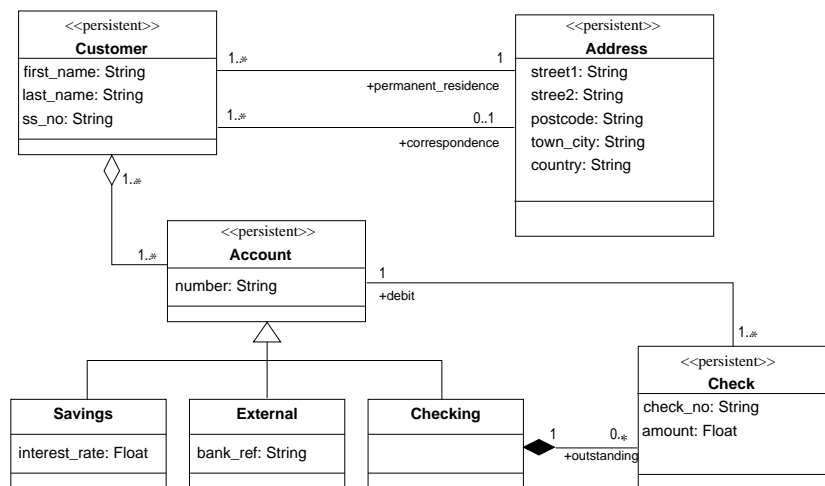 <<persistent>>
Customer
first_name: String
last_name: String
ss_no: String
1..*
1
+permanent_residence
1..*
0..1
+correspondence
<<persistent>>
Address
street1: String
stree2: String
postcode: String
town_city: String
country: String
1..*
1..*
<<persistent>>
Account
number: String
1
+debit
1..*
<<persistent>>
Check
check_no: String
amount: Float
Savings
interest_rate: Float
External
bank_ref: String
Checking
1
0..*
+outstanding